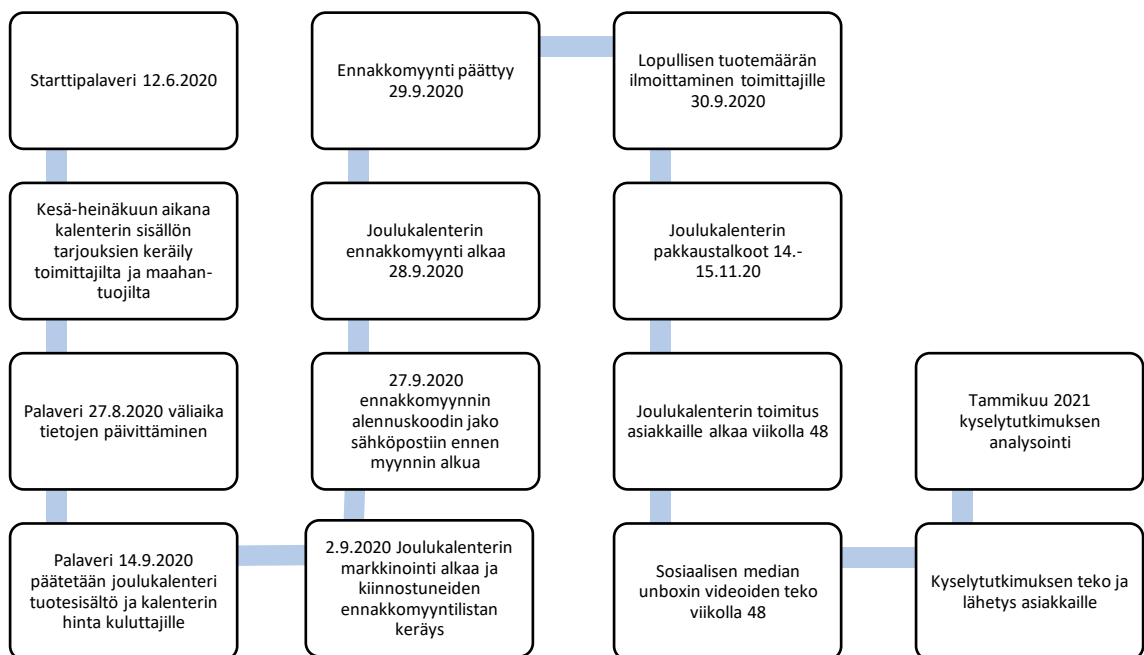 Starttipalaveri 12.6.2020
Kesä-heinäkuun aikana
kalenterin sisällön
tarjouksien keräily
toimittajilta ja maahan-
tuojilta
Palaveri 27.8.2020 väliaika
tietojen päivittäminen
Palaveri 14.9.2020
päätetään joulukalenteri
tuotesisältö ja kalenterin
hinta kuluttajille
2.9.2020 Joulukalenterin
markkinointi alkaa ja
kiinnostuneiden
ennakkomyyntilistan
keräys
27.9.2020
ennakkomyynnin
alennuskoodin jako
sähköpostiin ennen
myynnin alkua
Joulukalenterin
ennakkomyynti alkaa
28.9.2020
Ennakkomyynti päättyy
29.9.2020
Lopullisen tuotemäärän
ilmoittaminen toimittajille
30.9.2020
Joulukalenterin
pakkaustalkoot 14.-
15.11.20
Joulukalenterin toimitus
asiakkaille alkaa viikolla 48
Sosiaalisen median
unboxin videoiden teko
viikolla 48
Kyselytutkimuksen teko ja
lähetys asiakkaille
Tammikuu 2021
kyselytutkimuksen
analysointi